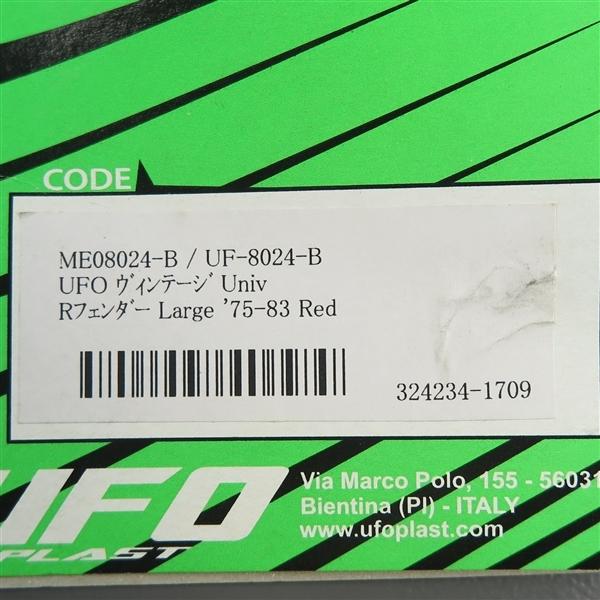 CODE
ME08024-B / UF-8024-B
UFO ヴィンテージ Univ
Rフェンダー Large '75-83 Red
324234-1709
UFO
PLAST
Via Marco Polo, 155 - 56031
Bientina (PI) - ITALY
www.ufoplast.com